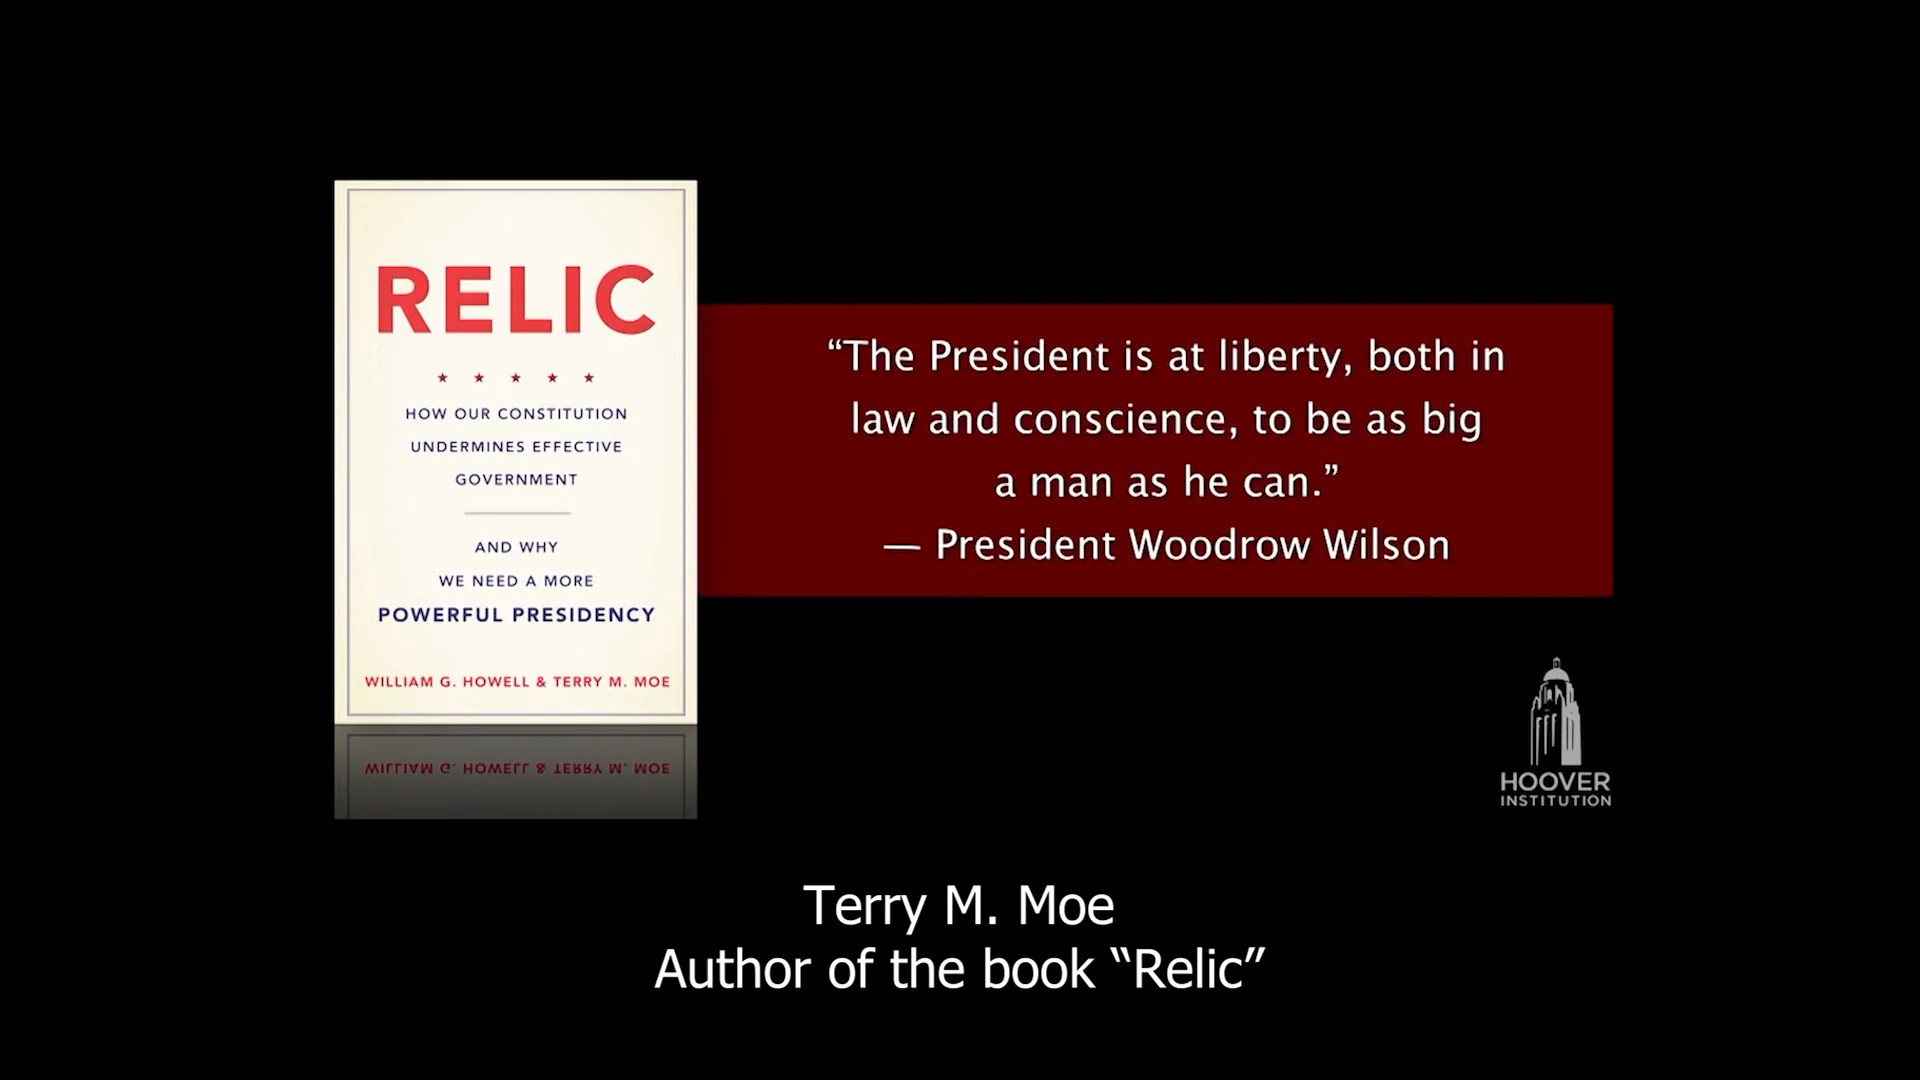 RELIC
HOW OUR CONSTITUTION
UNDERMINES EFFECTIVE
GOVERNMENT
AND WHY
WE NEED A MORE
POWERFUL PRESIDENCY
WILLIAM G. HOWELL & TERRY M. MOE
WILLIAM G. HOWELL & TERRY M. MOE
“The President is at liberty, both in
law and conscience, to be as big
a man as he can.”
— President Woodrow Wilson
HOOVER
INSTITUTION
Terry M. Moe
Author of the book “Relic”